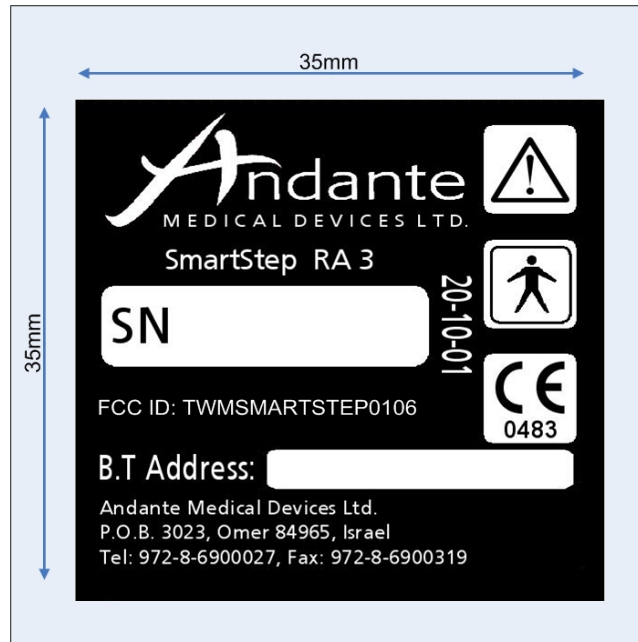 35mm
35mm
Andante
MEDICAL DEVICES LTD.
SmartStep RA 3
SN
20-10-01
FCC ID: TWMSMARTSTEP0106
CE
0483
B.T Address:
Andante Medical Devices Ltd.
P.O.B. 3023, Omer 84965, Israel
Tel: 972-8-6900027, Fax: 972-8-6900319